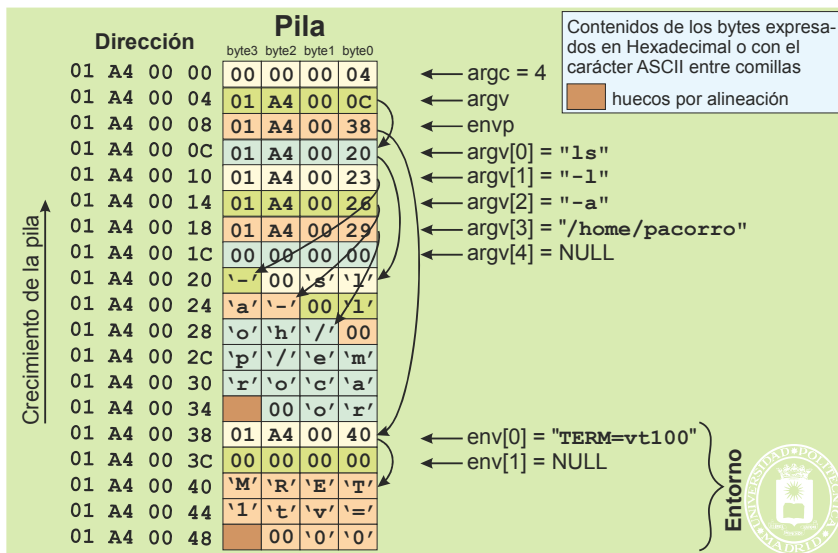 Pila
Contenidos de los bytes expresa-
dos en Hexadecimal o con el
carácter ASCII entre comillas
huecos por alineación
Dirección
byte3 byte2 byte1 byte0
01 A4 00 00 00 00 00 04 argc = 4
01 A4 00 04 01 A4 00 0C argv
01 A4 00 08 01 A4 00 38 envp
01 A4 00 0C 01 A4 00 20 argv[0] = "ls"
01 A4 00 10 01 A4 00 23 argv[1] = "-l"
01 A4 00 14 01 A4 00 26 argv[2] = "-a"
01 A4 00 18 01 A4 00 29 argv[3] = "/home/pacorro"
01 A4 00 1C 00 00 00 00 argv[4] = NULL
01 A4 00 20 ‘-’ 00 ‘s’ ‘l’
01 A4 00 24 ‘a’ ‘-’ 00 ‘l’
01 A4 00 28 ‘o’ ‘h’ ‘/’ 00
01 A4 00 2C ‘p’ ‘/’ ‘e’ ‘m’
01 A4 00 30 ‘r’ ‘o’ ‘c’ ‘a’
01 A4 00 34 00 ‘o’ ‘r’
01 A4 00 38 01 A4 00 40 env[0] = "TERM=vt100"
01 A4 00 3C 00 00 00 00 env[1] = NULL
01 A4 00 40 ‘M’ ‘R’ ‘E’ ‘T’
01 A4 00 44 ‘1’ ‘t’ ‘v’ ‘=’
01 A4 00 48 00 ‘0’ ‘0’
Crecimiento de la pila
Entorno
UNIVERSIDAD POLITÉCNICA
MADRID